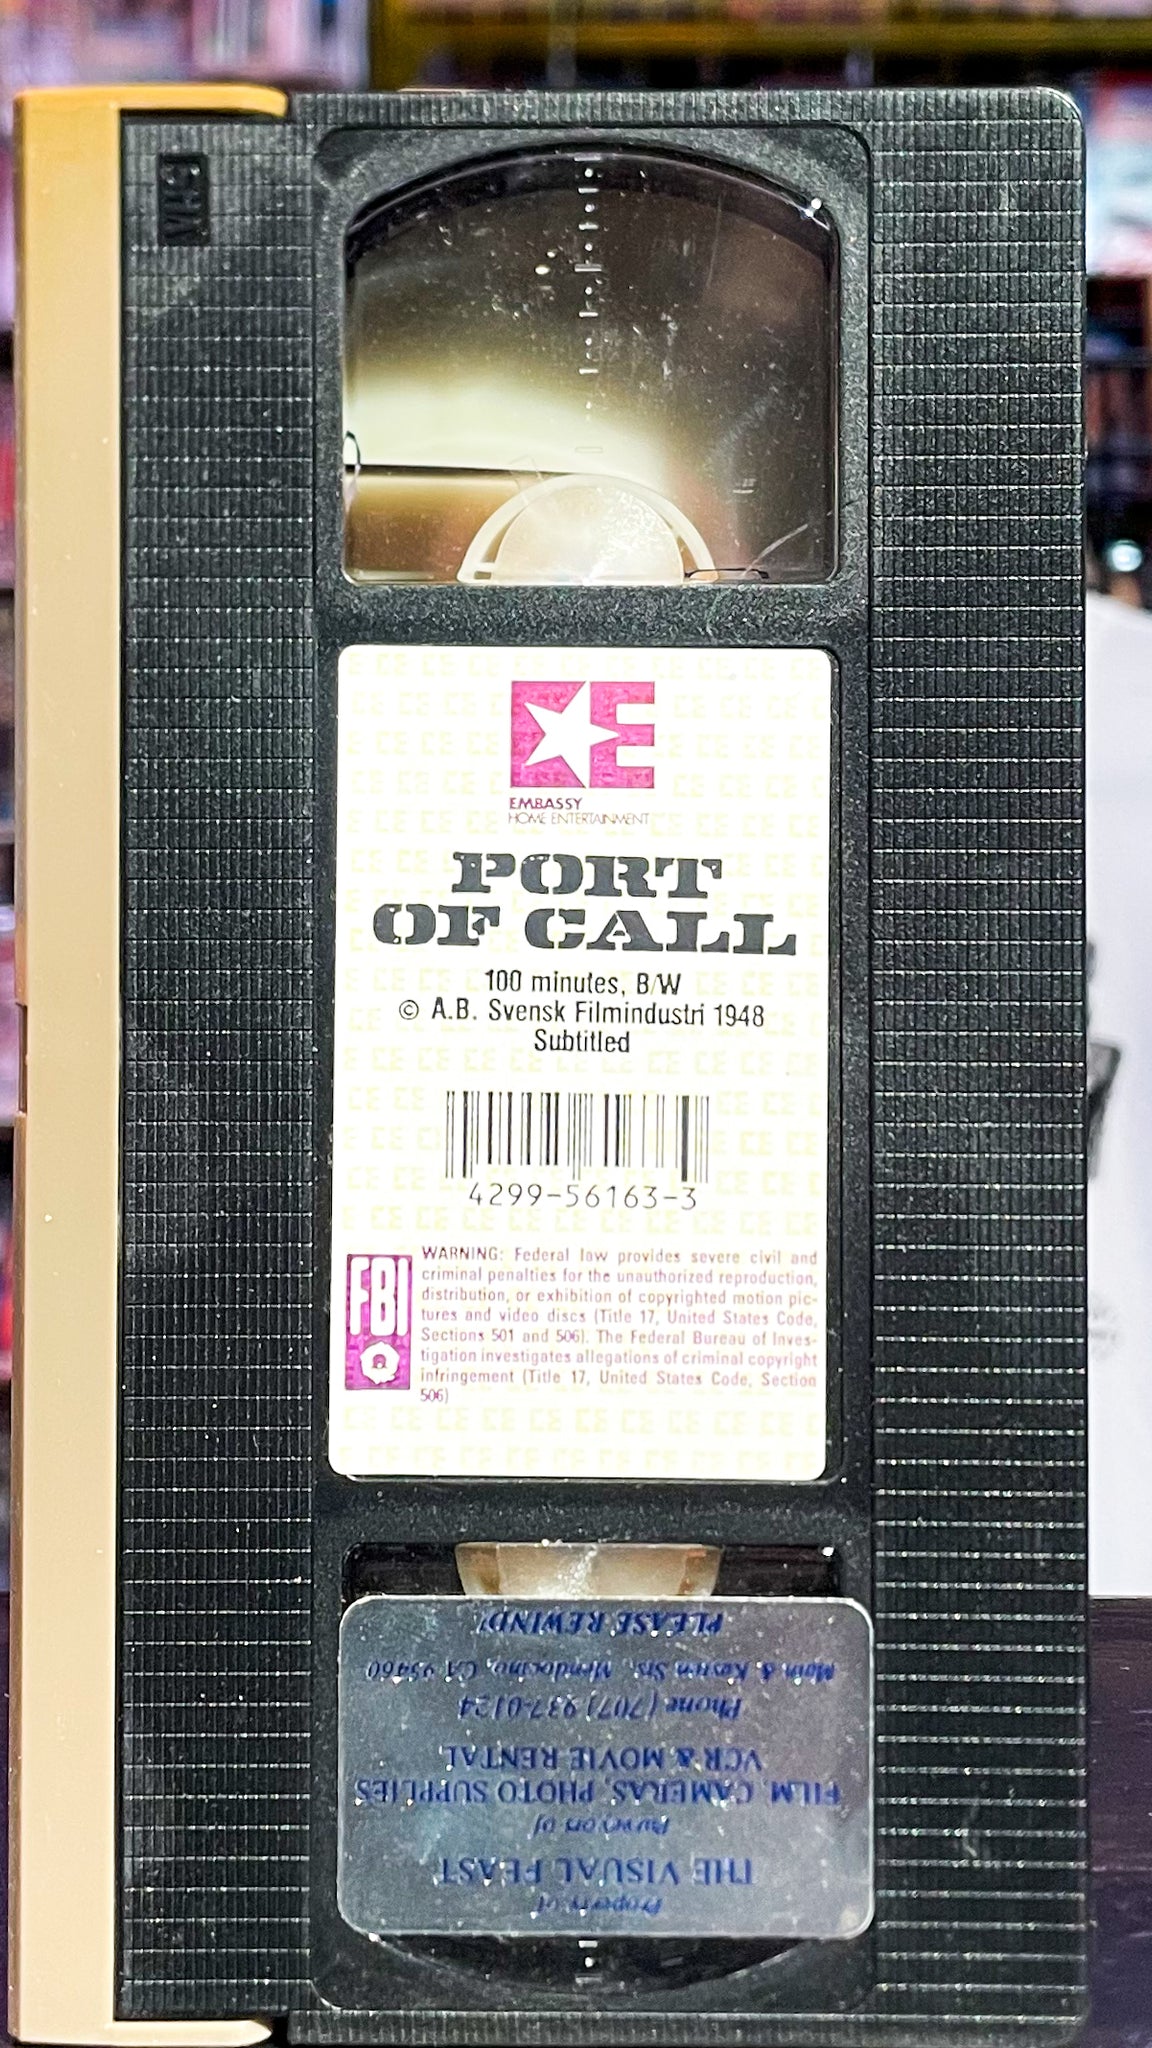 VHS
EMBASSY
HOME ENTERTAINMENT
PORT
OF CALL
100 minutes, B/W
© A.B. Svensk Filmindustri 1948
Subtitled
4299-56163-3
FBI
WARNING: Federal law provides severe civil and
criminal penalties for the unauthorized reproduction,
distribution, or exhibition of copyrighted motion pic-
tures and video discs (Title 17, United States Code,
Sections 501 and 506). The Federal Bureau of Inves-
tigation investigates allegations of criminal copyright
infringement (Title 17, United States Code, Section
506)
Property of
THE VISUAL FEAST
Purveyors of
FILM, CAMERAS, PHOTO SUPPLIES
VCR & MOVIE RENTAL
Phone (707) 937-0124
Main & Kasten Sts., Mendocino, CA 95460
PLEASE REWIND!